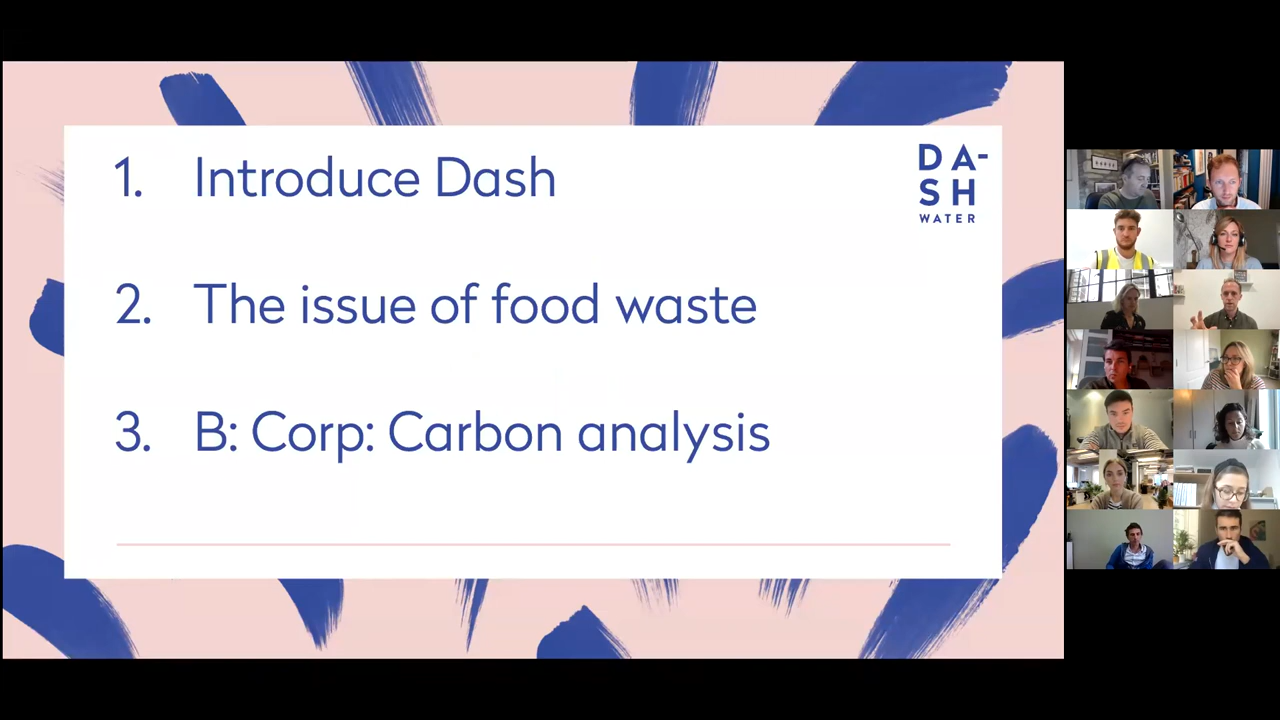 1. Introduce Dash
2. The issue of food waste
3. B: Corp: Carbon analysis
DA-
SH
WATER